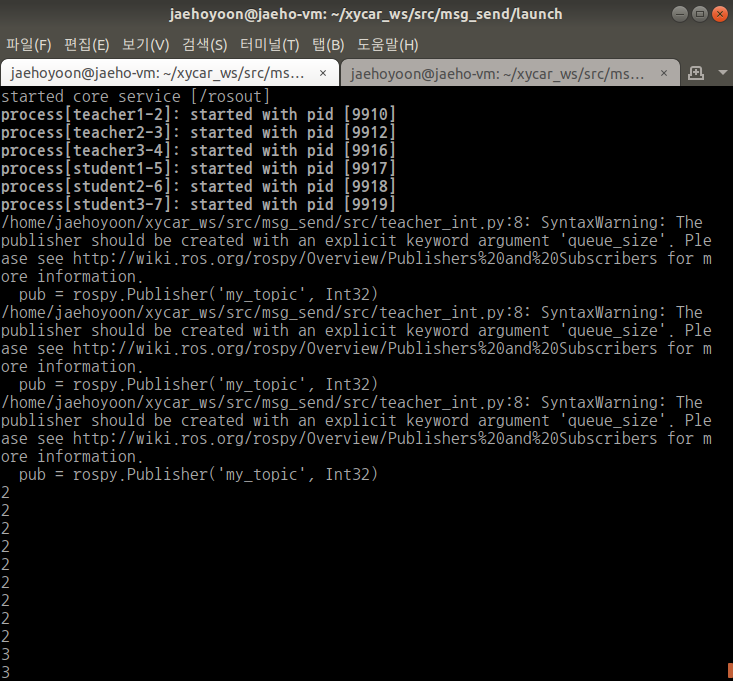 jaehoyoon@jaeho-vm: ~/xycar_ws/src/msg_send/launch
파일(F) 편집(E) 보기(V) 검색(S) 터미널(T) 탭(B) 도움말(H)
jaehoyoon@jaeho-vm: ~/xycar_ws/src/ms... × jaehoyoon@jaeho-vm: ~/xycar_ws/src/ms... ×
started core service [/rosout]
process[teacher1-2]: started with pid [9910]
process[teacher2-3]: started with pid [9912]
process[teacher3-4]: started with pid [9916]
process[student1-5]: started with pid [9917]
process[student2-6]: started with pid [9918]
process[student3-7]: started with pid [9919]
/home/jaehoyoon/xycar_ws/src/msg_send/src/teacher_int.py:8: SyntaxWarning: The
publisher should be created with an explicit keyword argument 'queue_size'. Ple
ase see http://wiki.ros.org/rospy/Overview/Publishers%20and%20Subscribers for m
ore information.
  pub = rospy.Publisher('my_topic', Int32)
/home/jaehoyoon/xycar_ws/src/msg_send/src/teacher_int.py:8: SyntaxWarning: The
publisher should be created with an explicit keyword argument 'queue_size'. Ple
ase see http://wiki.ros.org/rospy/Overview/Publishers%20and%20Subscribers for m
ore information.
  pub = rospy.Publisher('my_topic', Int32)
/home/jaehoyoon/xycar_ws/src/msg_send/src/teacher_int.py:8: SyntaxWarning: The
publisher should be created with an explicit keyword argument 'queue_size'. Ple
ase see http://wiki.ros.org/rospy/Overview/Publishers%20and%20Subscribers for m
ore information.
  pub = rospy.Publisher('my_topic', Int32)
2
2
2
2
2
2
2
2
2
3
3